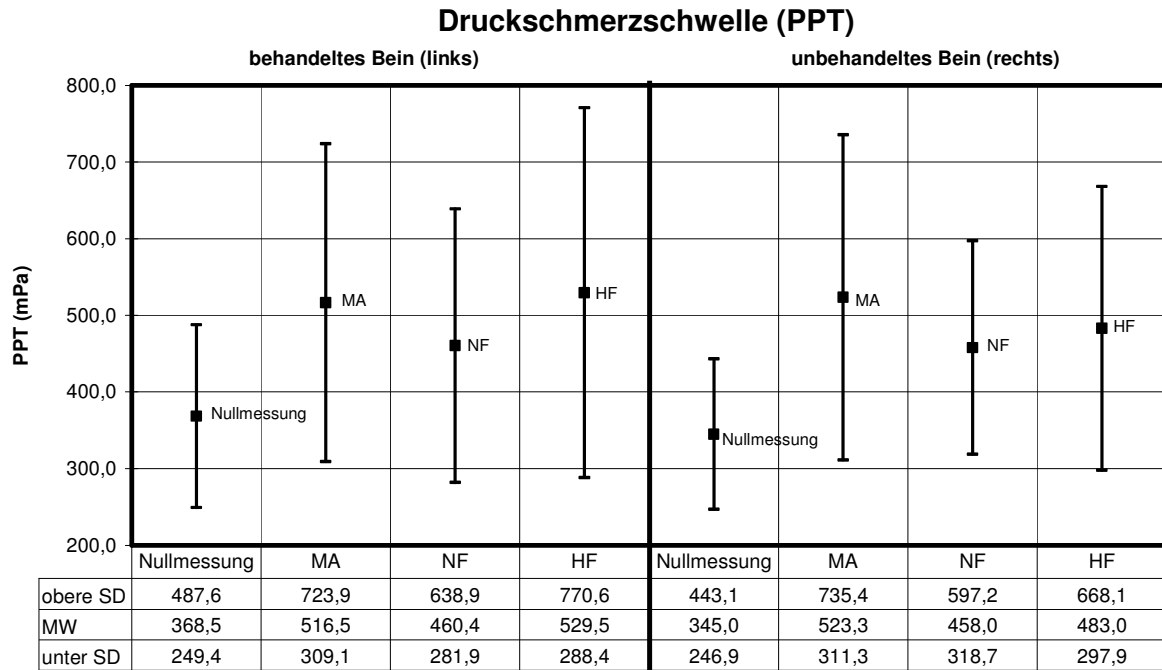 Druckschmerzschwelle (PPT)
behandeltes Bein (links) unbehandeltes Bein (rechts)
PPT (mPa)
800,0
700,0
600,0
500,0
400,0
300,0
200,0
Nullmessung
MA
NF
HF
Nullmessung
MA
NF
HF
Nullmessung MA NF HF Nullmessung MA NF HF
obere SD 487,6 723,9 638,9 770,6 443,1 735,4 597,2 668,1
MW 368,5 516,5 460,4 529,5 345,0 523,3 458,0 483,0
unter SD 249,4 309,1 281,9 288,4 246,9 311,3 318,7 297,9